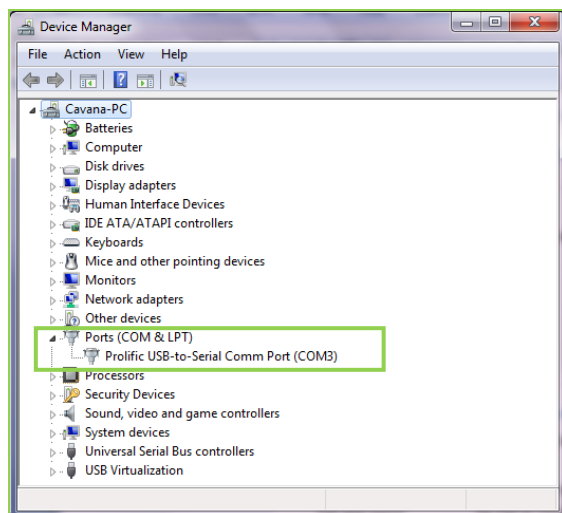 Device Manager
File Action View Help
Cavana-PC
Batteries
Computer
Disk drives
Display adapters
Human Interface Devices
IDE ATA/ATAPI controllers
Keyboards
Mice and other pointing devices
Monitors
Network adapters
Other devices
Ports (COM & LPT)
Prolific USB-to-Serial Comm Port (COM3)
Processors
Security Devices
Sound, video and game controllers
System devices
Universal Serial Bus controllers
USB Virtualization